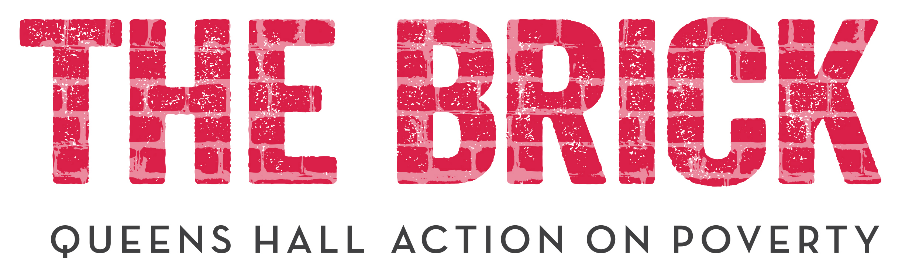 THE BRICK
QUEENS HALL ACTION ON POVERTY